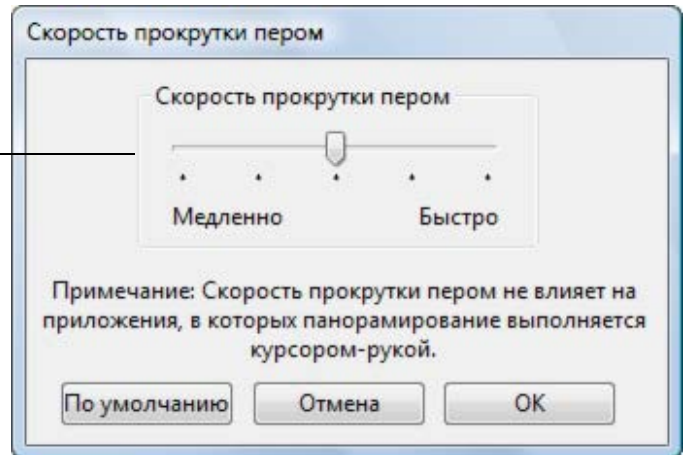 Скорость прокрутки пером
Скорость прокрутки пером
Медленно Быстро
Примечание: Скорость прокрутки пером не влияет на
приложения, в которых панорамирование выполняется
курсором-рукой.
По умолчанию Отмена OK